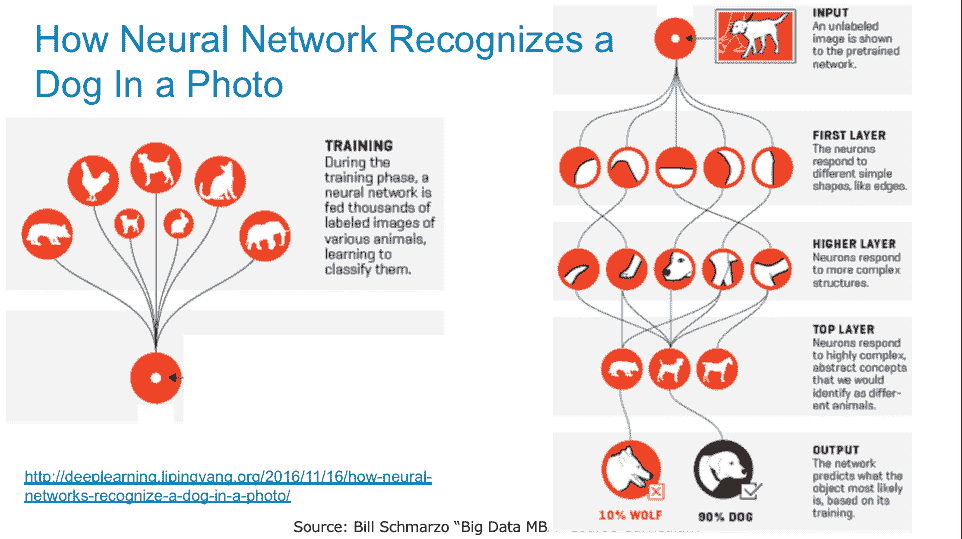 How Neural Network Recognizes a
Dog In a Photo
TRAINING
During the
training phase, a
neural network is
fed thousands of
labeled images of
various animals,
learning to
classify them.
INPUT
An unlabeled
image is shown
to the pretrained
network.
FIRST LAYER
The neurons
respond to
different simple
shapes, like edges.
HIGHER LAYER
Neurons respond
to more complex
structures.
TOP LAYER
Neurons respond
to highly complex,
abstract concepts
that we would
identify as differ-
ent animals.
OUTPUT
The network
predicts what the
object most likely
is, based on its
training.
10% WOLF
90% DOG
http://deeplearning.lipingyang.org/2016/11/16/how-neural-
networks-recognize-a-dog-in-a-photo/
Source: Bill Schmarzo “Big Data MB